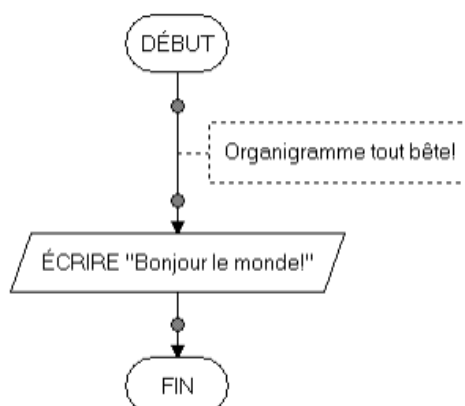 DÉBUT
Organigramme tout bête!
ÉCRIRE "Bonjour le monde!"
FIN